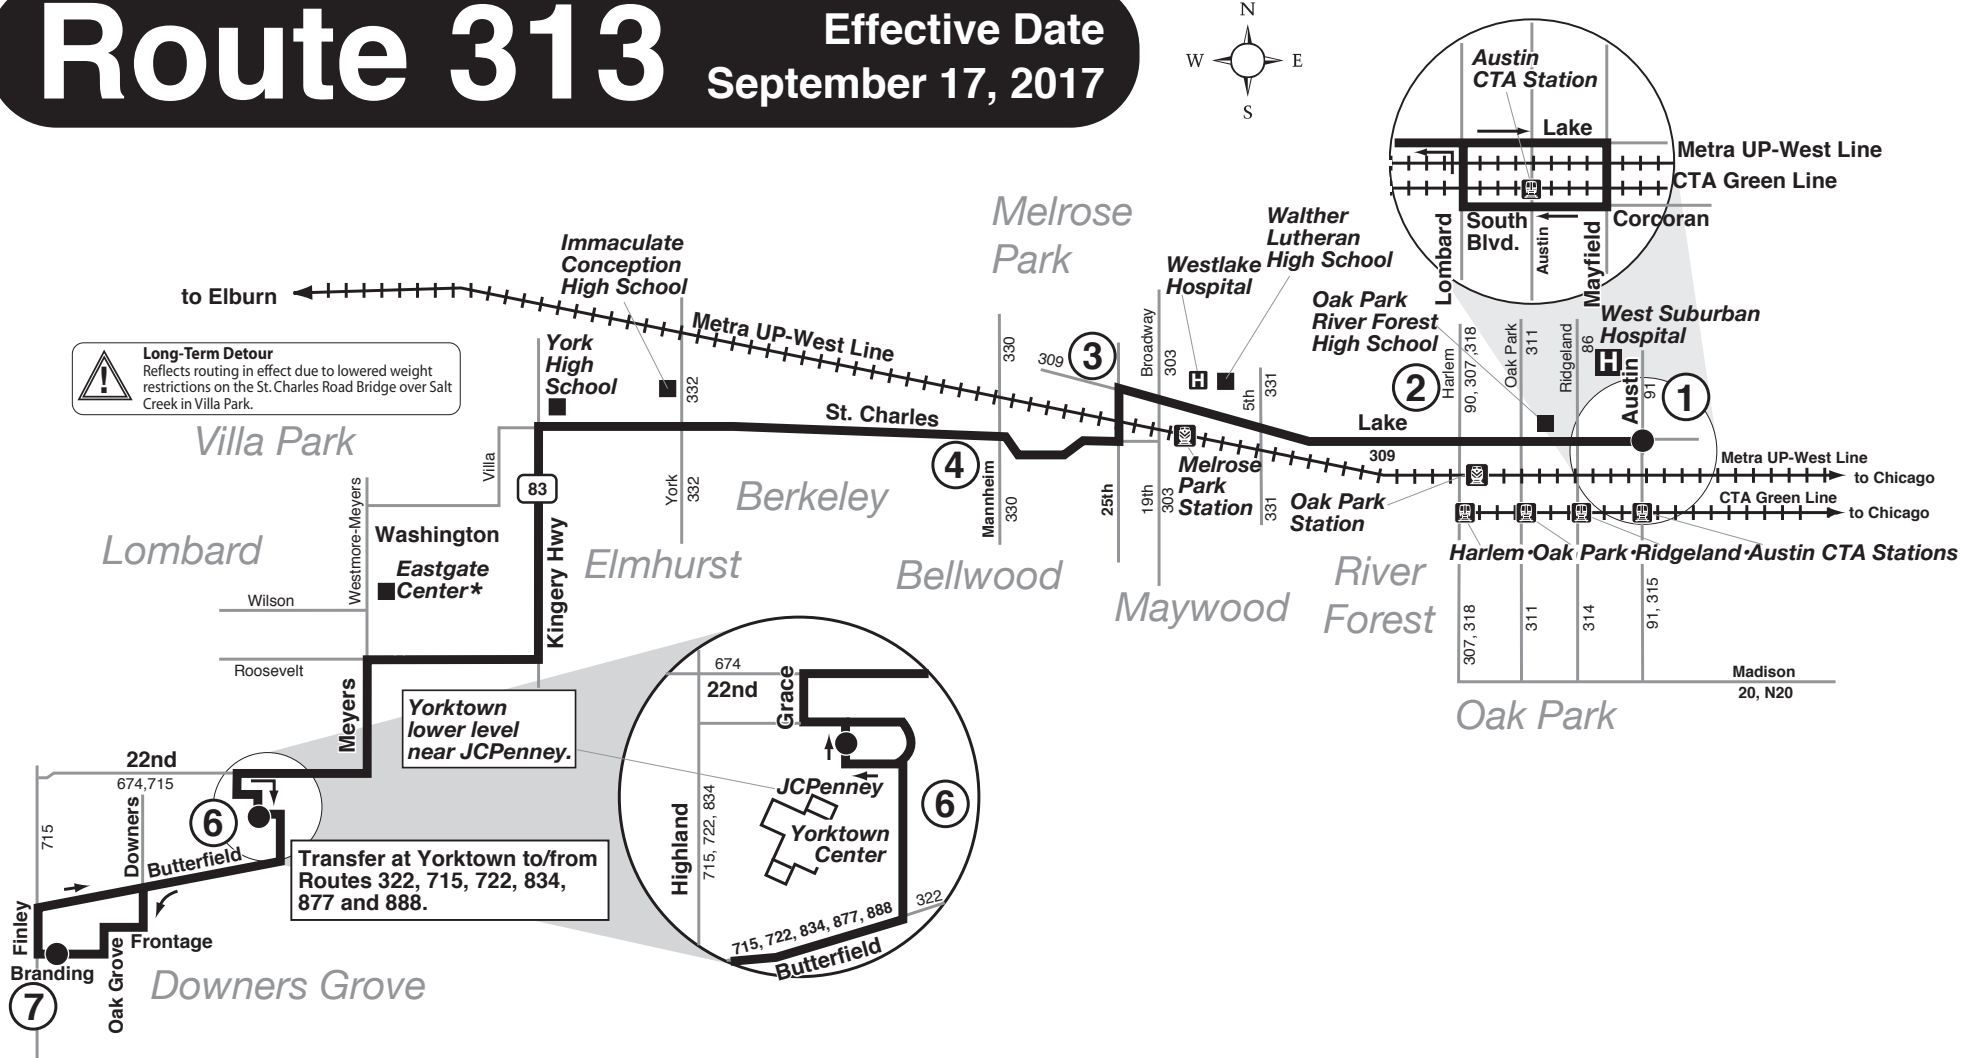 Route 313
Effective Date
September 17, 2017
N
W
E
S
Austin
CTA Station
Lake
Metra UP-West Line
CTA Green Line
Lombard
South
Blvd.
Austin
Mayfield
Corcoran
to Elburn
Immaculate
Conception
High School
Metra UP-West Line
Melrose
Park
Westlake
Hospital
Walther
Lutheran
High School
Oak Park
River Forest
High School
West Suburban
Hospital
H
H
Long-Term Detour
Reflects routing in effect due to lowered weight
restrictions on the St. Charles Road Bridge over Salt
Creek in Villa Park.
!
York
High
School
332
330
309
3
Broadway
303
5th
331
2
Harlem
90, 307,318
Oak Park
311
Ridgeland
86
Austin
91
1
Villa Park
Villa
83
St. Charles
4
Mannheim
330
25th
19th
303
Melrose
Park
Station
331
Lake
309
Oak Park
Station
Metra UP-West Line
to Chicago
CTA Green Line
to Chicago
Harlem•Oak Park•Ridgeland•Austin CTA Stations
York
332
Berkeley
Lombard
Westmore-Meyers
Washington
Eastgate
Center*
Wilson
Kingery Hwy
Elmhurst
Bellwood
Maywood
River
Forest
307, 318
311
314
91, 315
Madison
20, N20
Oak Park
Roosevelt
Meyers
Yorktown
lower level
near JCPenney.
674
22nd
Grace
Highland
715, 722, 834
JCPenney
Yorktown
Center
6
322
715, 722, 834, 877, 888
Butterfield
22nd
674,715
715
Downers
6
Butterfield
Transfer at Yorktown to/from
Routes 322, 715, 722, 834,
877 and 888.
Finley
Frontage
Branding
Oak Grove
7
Downers Grove